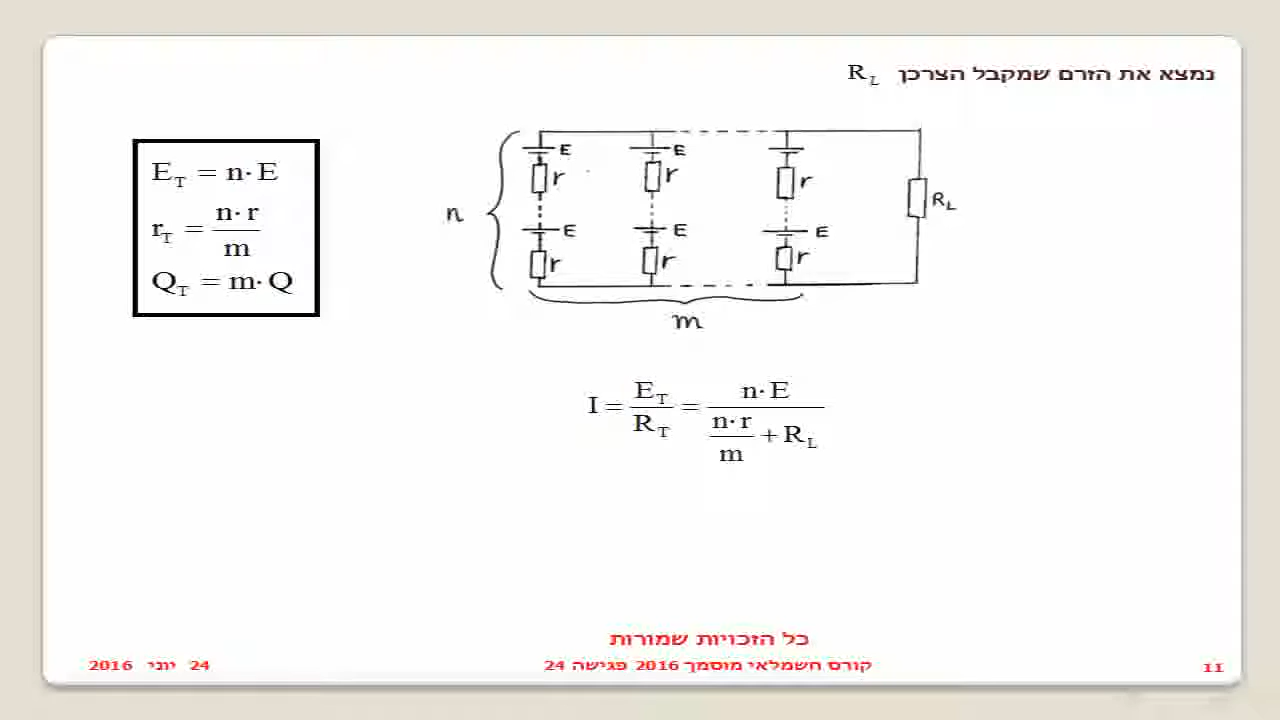 נמצא את הזרם שמקבל הצרכן R_L
E_T = n · E
r_T = (n · r) / m
Q_T = m · Q
E E
r r r
R_L
n
E E E
r r r
m
I = E_T / R_T = (n · E) / ((n · r) / m + R_L)
כל הזכויות שמורות
24 יוני 2016
קורס חשמלאי מוסמך 2016 פגישה 24
11